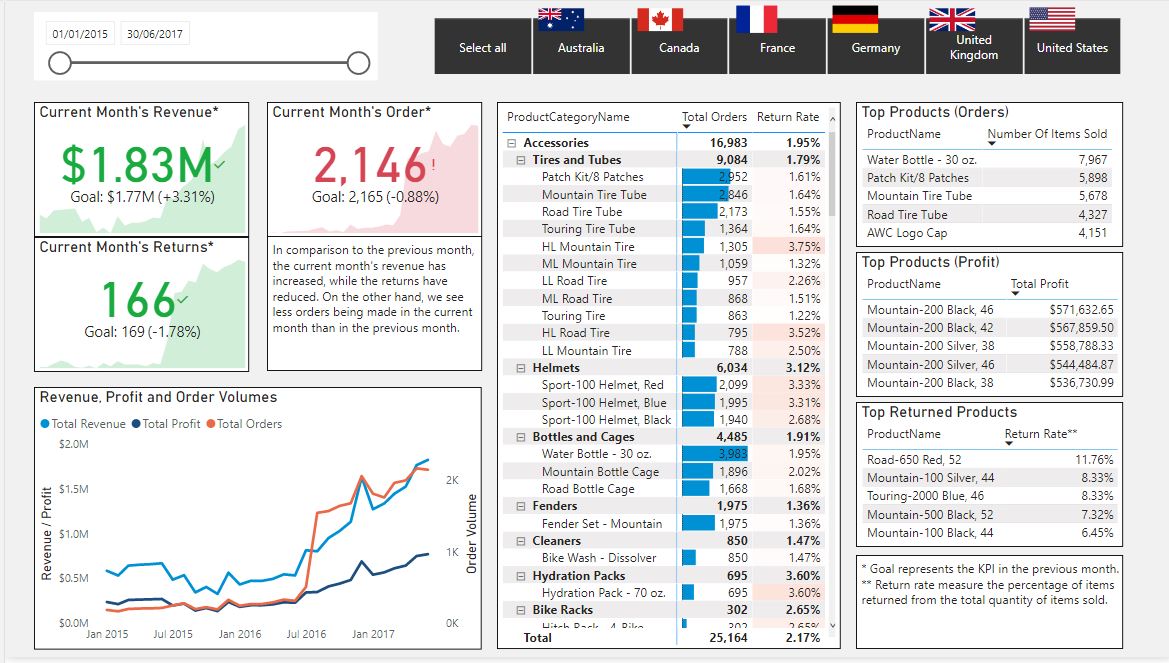 01/01/2015 30/06/2017
Select all
Australia
Canada
France
Germany
United
Kingdom
United States
Current Month's Revenue*
$1.83M
Goal: $1.77M (+3.31%)
Current Month's Order*
2,146!
Goal: 2,165 (-0.88%)
Current Month's Returns*
166
Goal: 169 (-1.78%)
In comparison to the previous month,
the current month's revenue has
increased, while the returns have
reduced. On the other hand, we see
less orders being made in the current
month than in the previous month.
Revenue, Profit and Order Volumes
Total Revenue Total Profit Total Orders
Revenue / Profit
$2.0M
$1.5M
$1.0M
$0.5M
$0.0M
Jan 2015 Jul 2015 Jan 2016 Jul 2016 Jan 2017
2K
1K
0K
Order Volume
ProductCategoryName Total Orders Return Rate
Accessories 16,983 1.95%
Tires and Tubes 9,084 1.79%
Patch Kit/8 Patches 2,952 1.61%
Mountain Tire Tube 2,846 1.64%
Road Tire Tube 2,173 1.55%
Touring Tire Tube 1,364 1.64%
HL Mountain Tire 1,305 3.75%
ML Mountain Tire 1,059 1.32%
LL Road Tire 957 2.26%
ML Road Tire 868 1.51%
Touring Tire 863 1.22%
HL Road Tire 795 3.52%
LL Mountain Tire 788 2.50%
Helmets 6,034 3.12%
Sport-100 Helmet, Red 2,099 3.33%
Sport-100 Helmet, Blue 1,995 3.31%
Sport-100 Helmet, Black 1,940 2.68%
Bottles and Cages 4,485 1.91%
Water Bottle - 30 oz. 3,983 1.95%
Mountain Bottle Cage 1,896 2.02%
Road Bottle Cage 1,668 1.68%
Fenders 1,975 1.36%
Fender Set - Mountain 1,975 1.36%
Cleaners 850 1.47%
Bike Wash - Dissolver 850 1.47%
Hydration Packs 695 3.60%
Hydration Pack - 70 oz. 695 3.60%
Bike Racks 302 2.65%
Hitch Rack - 4-Bike 302 2.65%
Total 25,164 2.17%
Top Products (Orders)
ProductName Number Of Items Sold
Water Bottle - 30 oz. 7,967
Patch Kit/8 Patches 5,898
Mountain Tire Tube 5,678
Road Tire Tube 4,327
AWC Logo Cap 4,151
Top Products (Profit)
ProductName Total Profit
Mountain-200 Black, 46 $571,632.65
Mountain-200 Black, 42 $567,859.50
Mountain-200 Silver, 38 $558,788.33
Mountain-200 Silver, 46 $544,484.87
Mountain-200 Black, 38 $536,730.99
Top Returned Products
ProductName Return Rate**
Road-650 Red, 52 11.76%
Mountain-100 Silver, 44 8.33%
Touring-2000 Blue, 46 8.33%
Mountain-500 Black, 52 7.32%
Mountain-100 Black, 44 6.45%
* Goal represents the KPI in the previous month.
** Return rate measure the percentage of items
returned from the total quantity of items sold.